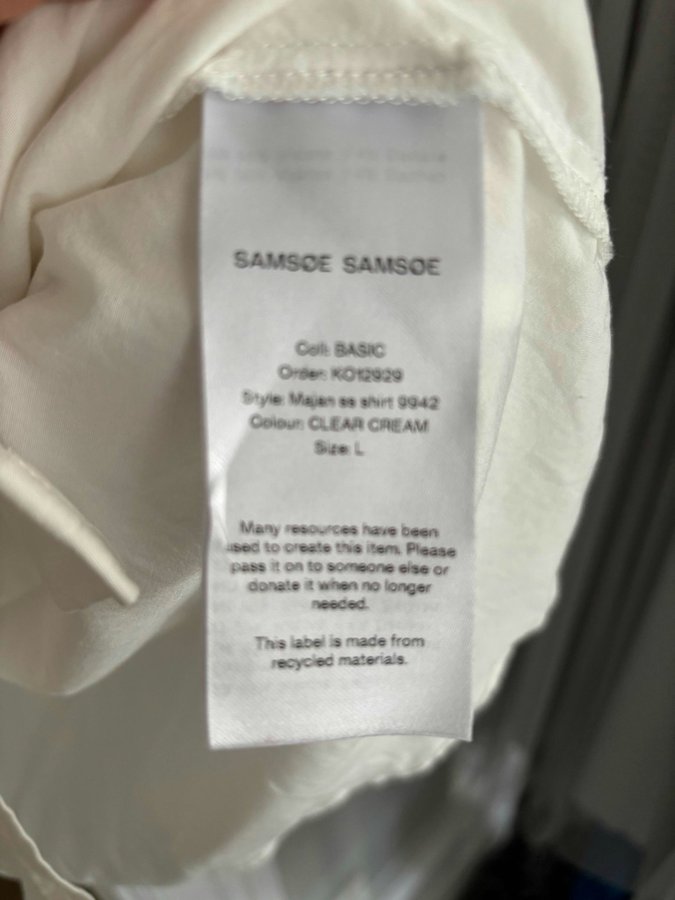 SAMSØE SAMSØE
Coll: BASIC
Order: KO12929
Style: Majan ss shirt 9942
Colour: CLEAR CREAM
Size: L
Many resources have been
used to create this item. Please
pass it on to someone else or
donate it when no longer
needed.
This label is made from
recycled materials.